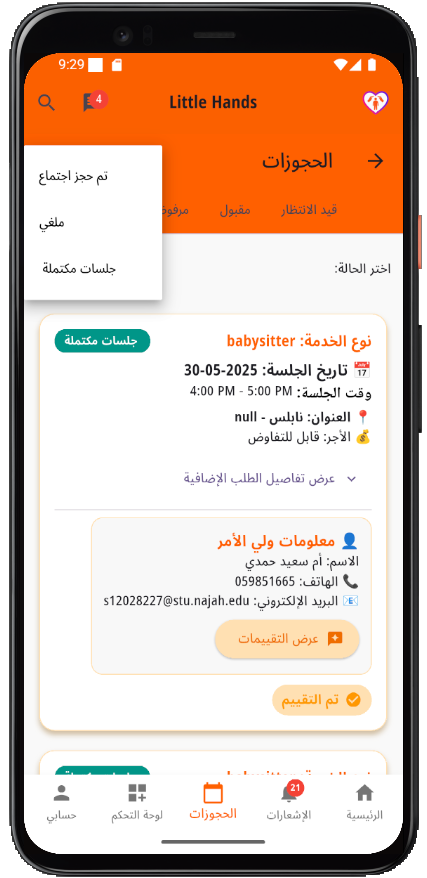 9:29
4
Little Hands
الحجوزات
قيد الانتظار
مقبول
مرفوض
تم حجز اجتماع
ملغي
جلسات مكتملة
اختر الحالة:
نوع الخدمة: babysitter
جلسات مكتملة
تاريخ الجلسة: 2025-05-30
وقت الجلسة: 4:00 PM - 5:00 PM
العنوان: نابلس - null
الأجر: قابل للتفاوض
عرض تفاصيل الطلب الإضافية
معلومات ولي الأمر
الاسم: أم سعيد حمدي
الهاتف: 059851665
البريد الإلكتروني: s12028227@stu.najah.edu
عرض التقييمات
تم التقييم
الرئيسية
21
الإشعارات
الحجوزات
لوحة التحكم
حسابي